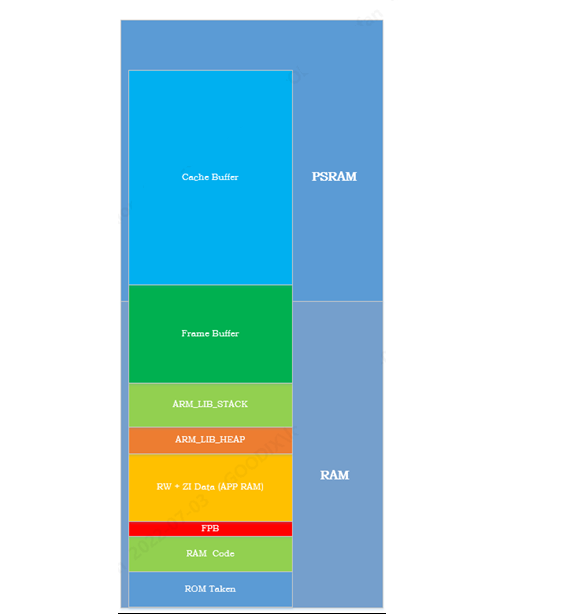 Cache Buffer
PSRAM
Frame Buffer
ARM_LIB_STACK
ARM_LIB_HEAP
RAM
RW + ZI Data (APP RAM)
FPB
RAM Code
ROM Taken